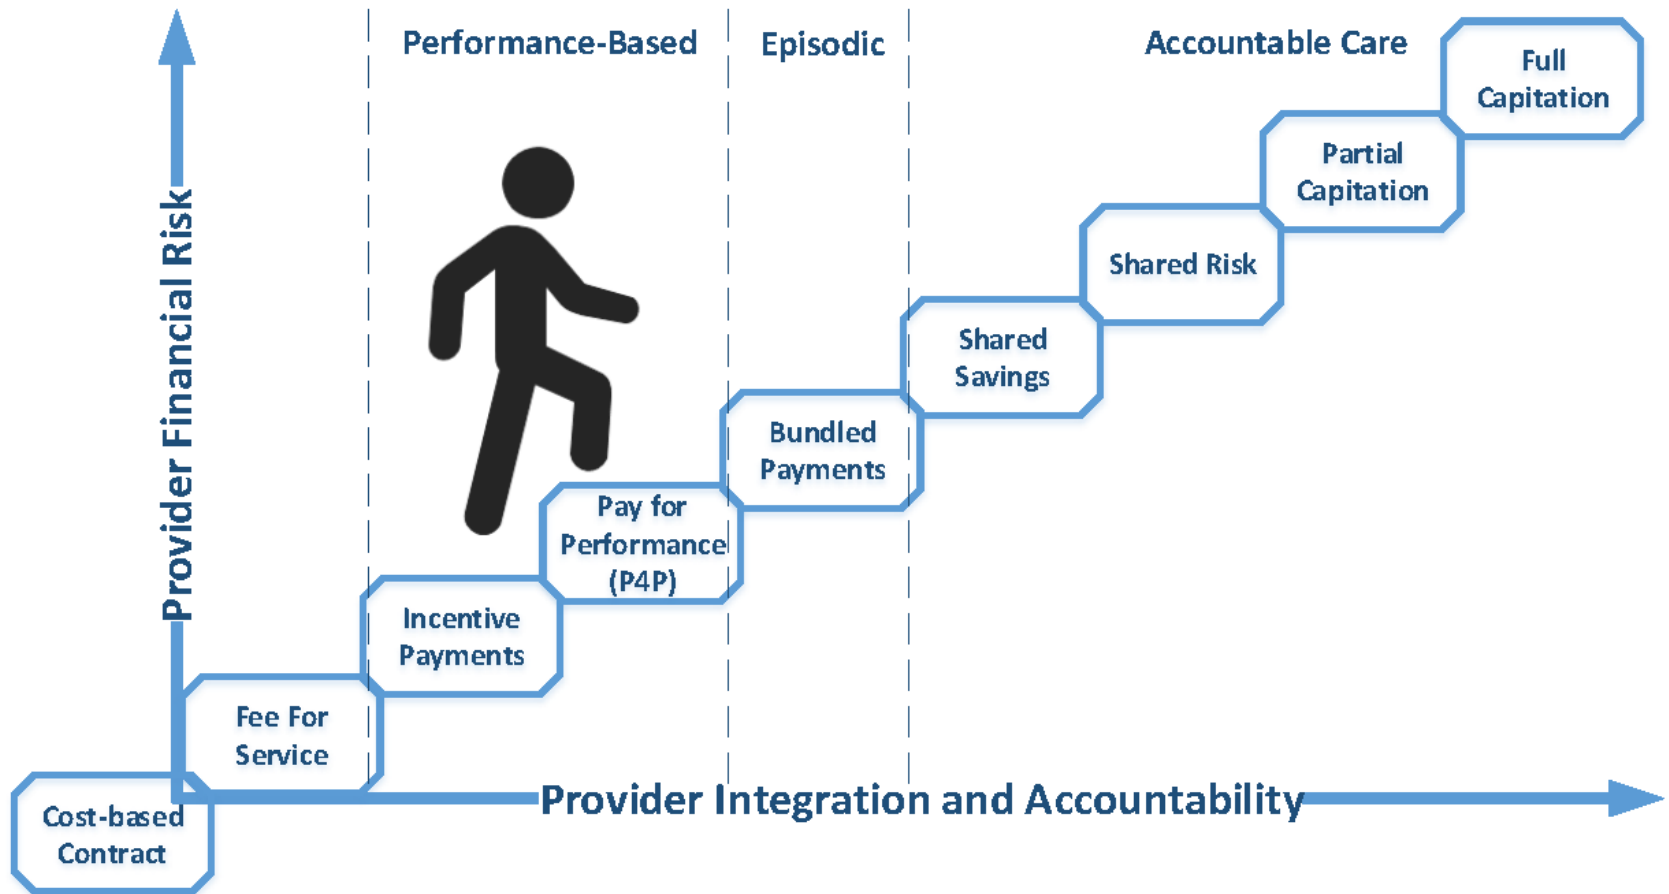 Performance-Based
Episodic
Accountable Care
Full
Capitation
Partial
Capitation
Shared Risk
Shared
Savings
Bundled
Payments
Pay for
Performance
(P4P)
Incentive
Payments
Fee For
Service
Cost-based
Contract
Provider Financial Risk
Provider Integration and Accountability